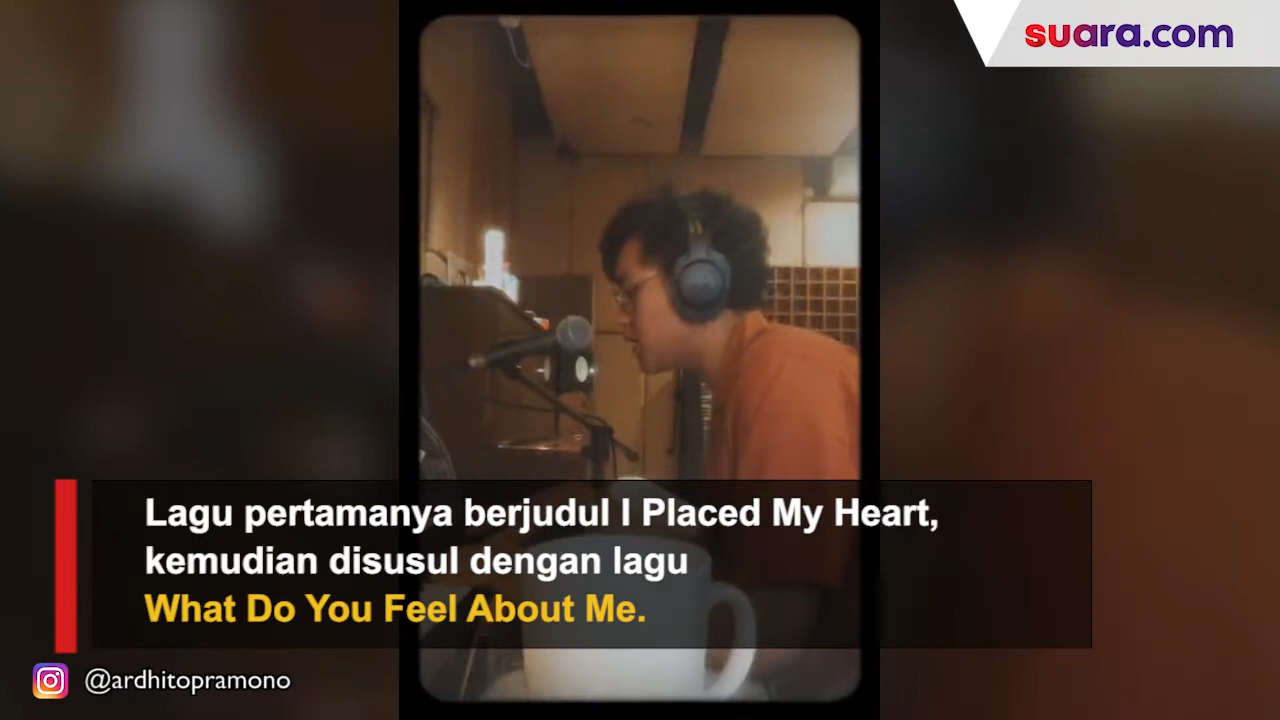 suara.com
Lagu pertamanya berjudul I Placed My Heart,
kemudian disusul dengan lagu
What Do You Feel About Me.
@ardhitopramono